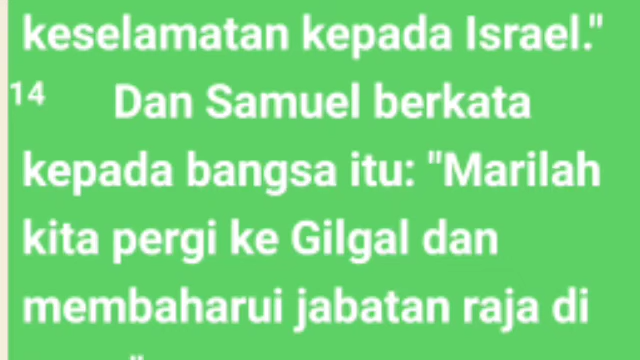 keselamatan kepada Israel."
14 Dan Samuel berkata
kepada bangsa itu: "Marilah
kita pergi ke Gilgal dan
membaharui jabatan raja di